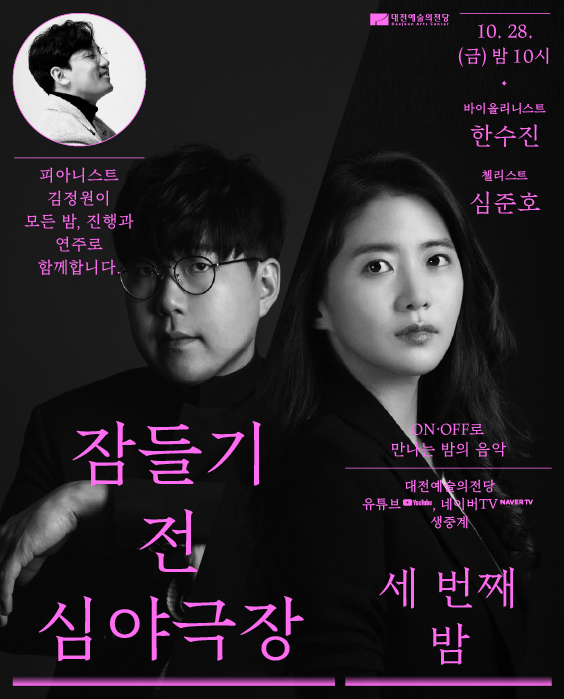 대전예술의전당
Daejeon Arts Center
10. 28.
(금) 밤 10시
바이올리니스트
한수진
첼리스트
심준호
피아니스트
김정원이
모든 밤, 진행과
연주로
함께합니다.
잠들기
전
심야극장
ON·OFF로
만나는 밤의 음악
대전예술의전당
유튜브 YouTube, 네이버TV NAVER TV
생중계
세 번째
밤